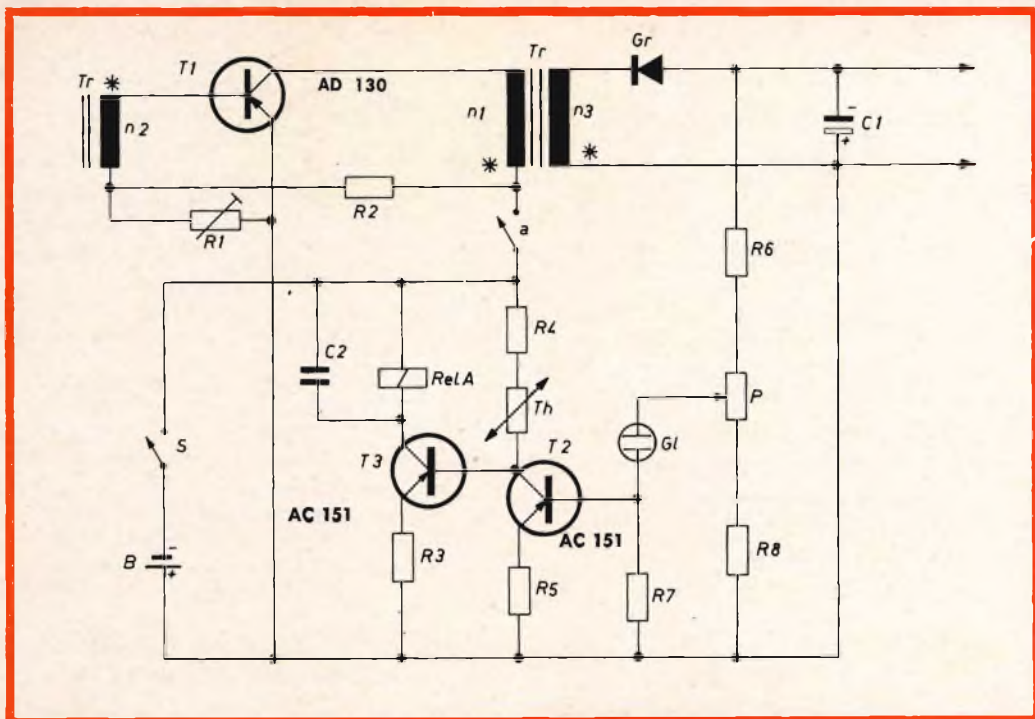 Tr
*
n2
T1
AD 130
Tr
n1
n3
*
*
Gr
-
C1
+
R1
R2
a
C2
Rel A
R4
Th
R6
P
Gl
S
T3
T2
AC 151
AC 151
B
-
+
R3
R5
R7
R8